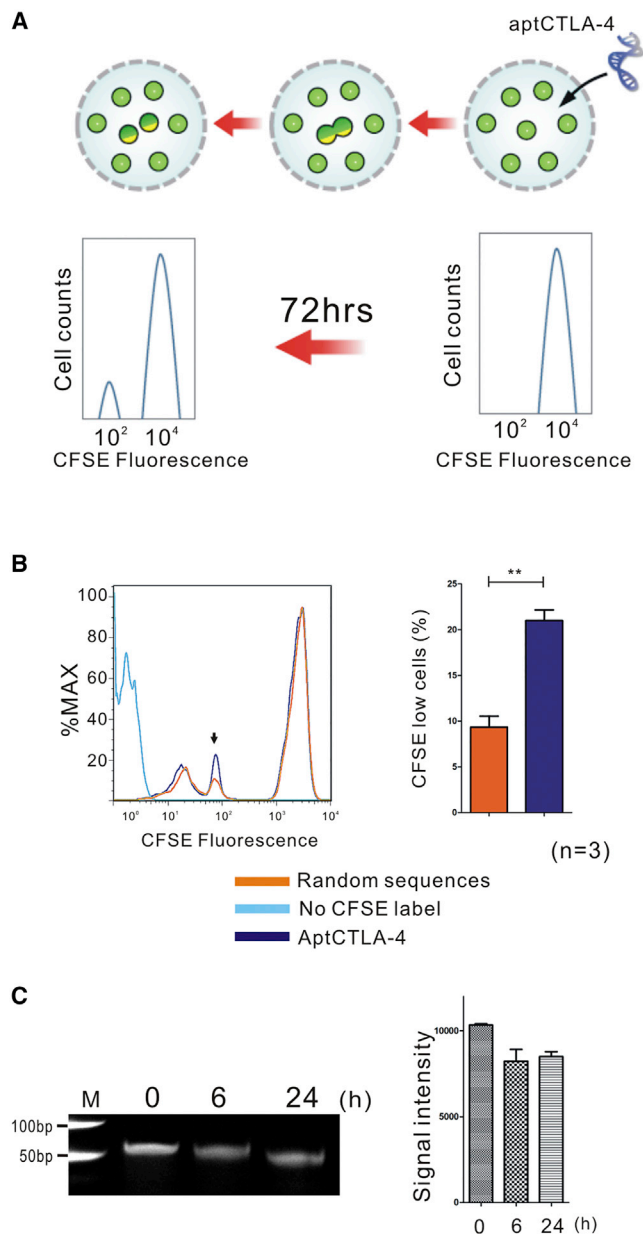 A
aptCTLA-4
Cell counts
10² 10⁴
CFSE Fluorescence
72hrs
Cell counts
10² 10⁴
CFSE Fluorescence
B
100
80
60
40
20
%MAX
10⁰ 10¹ 10² 10³ 10⁴
CFSE Fluorescence
25
20
15
10
5
0
CFSE low cells (%)
**
(n=3)
Random sequences
No CFSE label
AptCTLA-4
C
M 0 6 24 (h)
100bp
50bp
10000
5000
0
Signal intensity
0 6 24 (h)